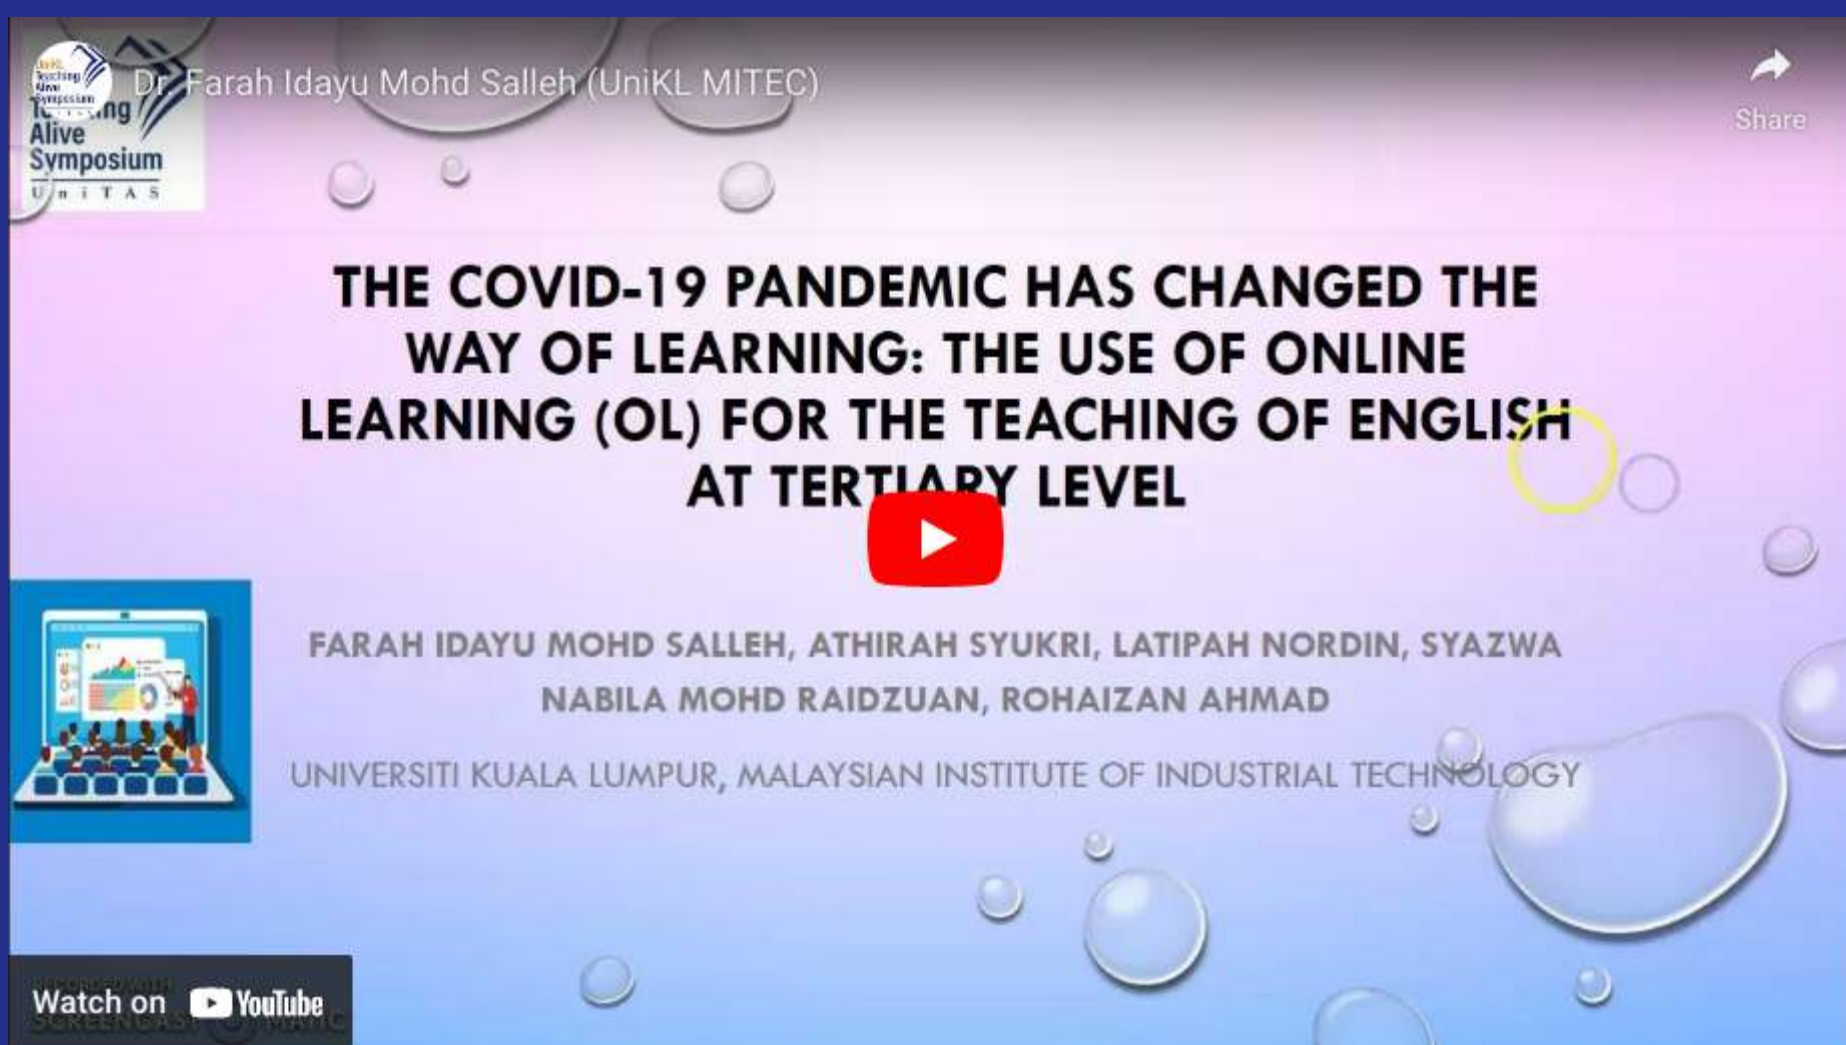 Dr. Farah Idayu Mohd Salleh (UniKL MITEC)
Share
Teaching
Alive
Symposium
UniTAS
THE COVID-19 PANDEMIC HAS CHANGED THE
WAY OF LEARNING: THE USE OF ONLINE
LEARNING (OL) FOR THE TEACHING OF ENGLISH
AT TERTIARY LEVEL
FARAH IDAYU MOHD SALLEH, ATHIRAH SYUKRI, LATIPAH NORDIN, SYAZWA
NABILA MOHD RAIDZUAN, ROHAIZAN AHMAD
UNIVERSITI KUALA LUMPUR, MALAYSIAN INSTITUTE OF INDUSTRIAL TECHNOLOGY
Watch on YouTube